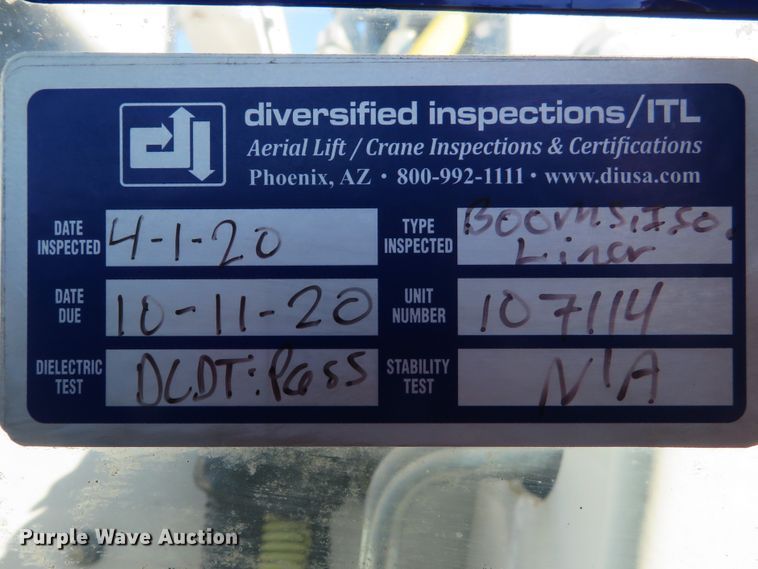 di
diversified inspections/ITL
Aerial Lift / Crane Inspections & Certifications
Phoenix, AZ • 800-992-1111 • www.diusa.com
DATE INSPECTED 4-1-20
TYPE INSPECTED Boom,S,Iso, Liner
DATE DUE 10-11-20
UNIT NUMBER 107114
DIELECTRIC TEST DCDT: Pass
STABILITY TEST N/A
Purple Wave Auction